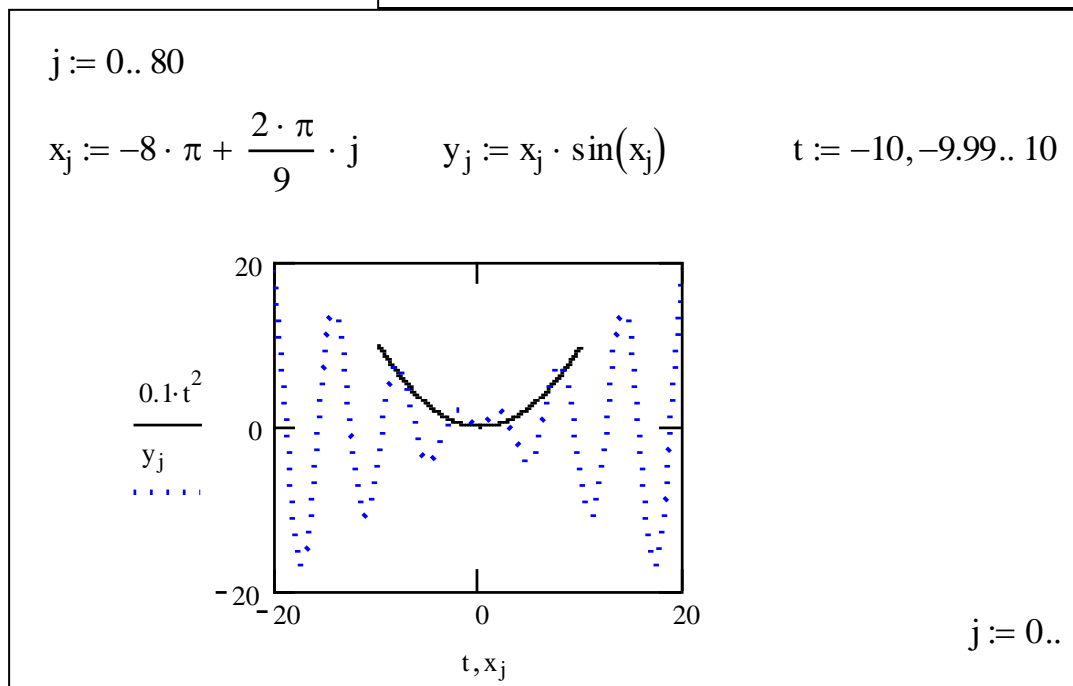 j := 0.. 80
x_j := −8 · π + (2 · π)/9 · j    y_j := x_j · sin(x_j)    t := −10, −9.99.. 10
20
0.1·t²
0
y_j
−20
−20 0 20
j := 0..
t, x_j